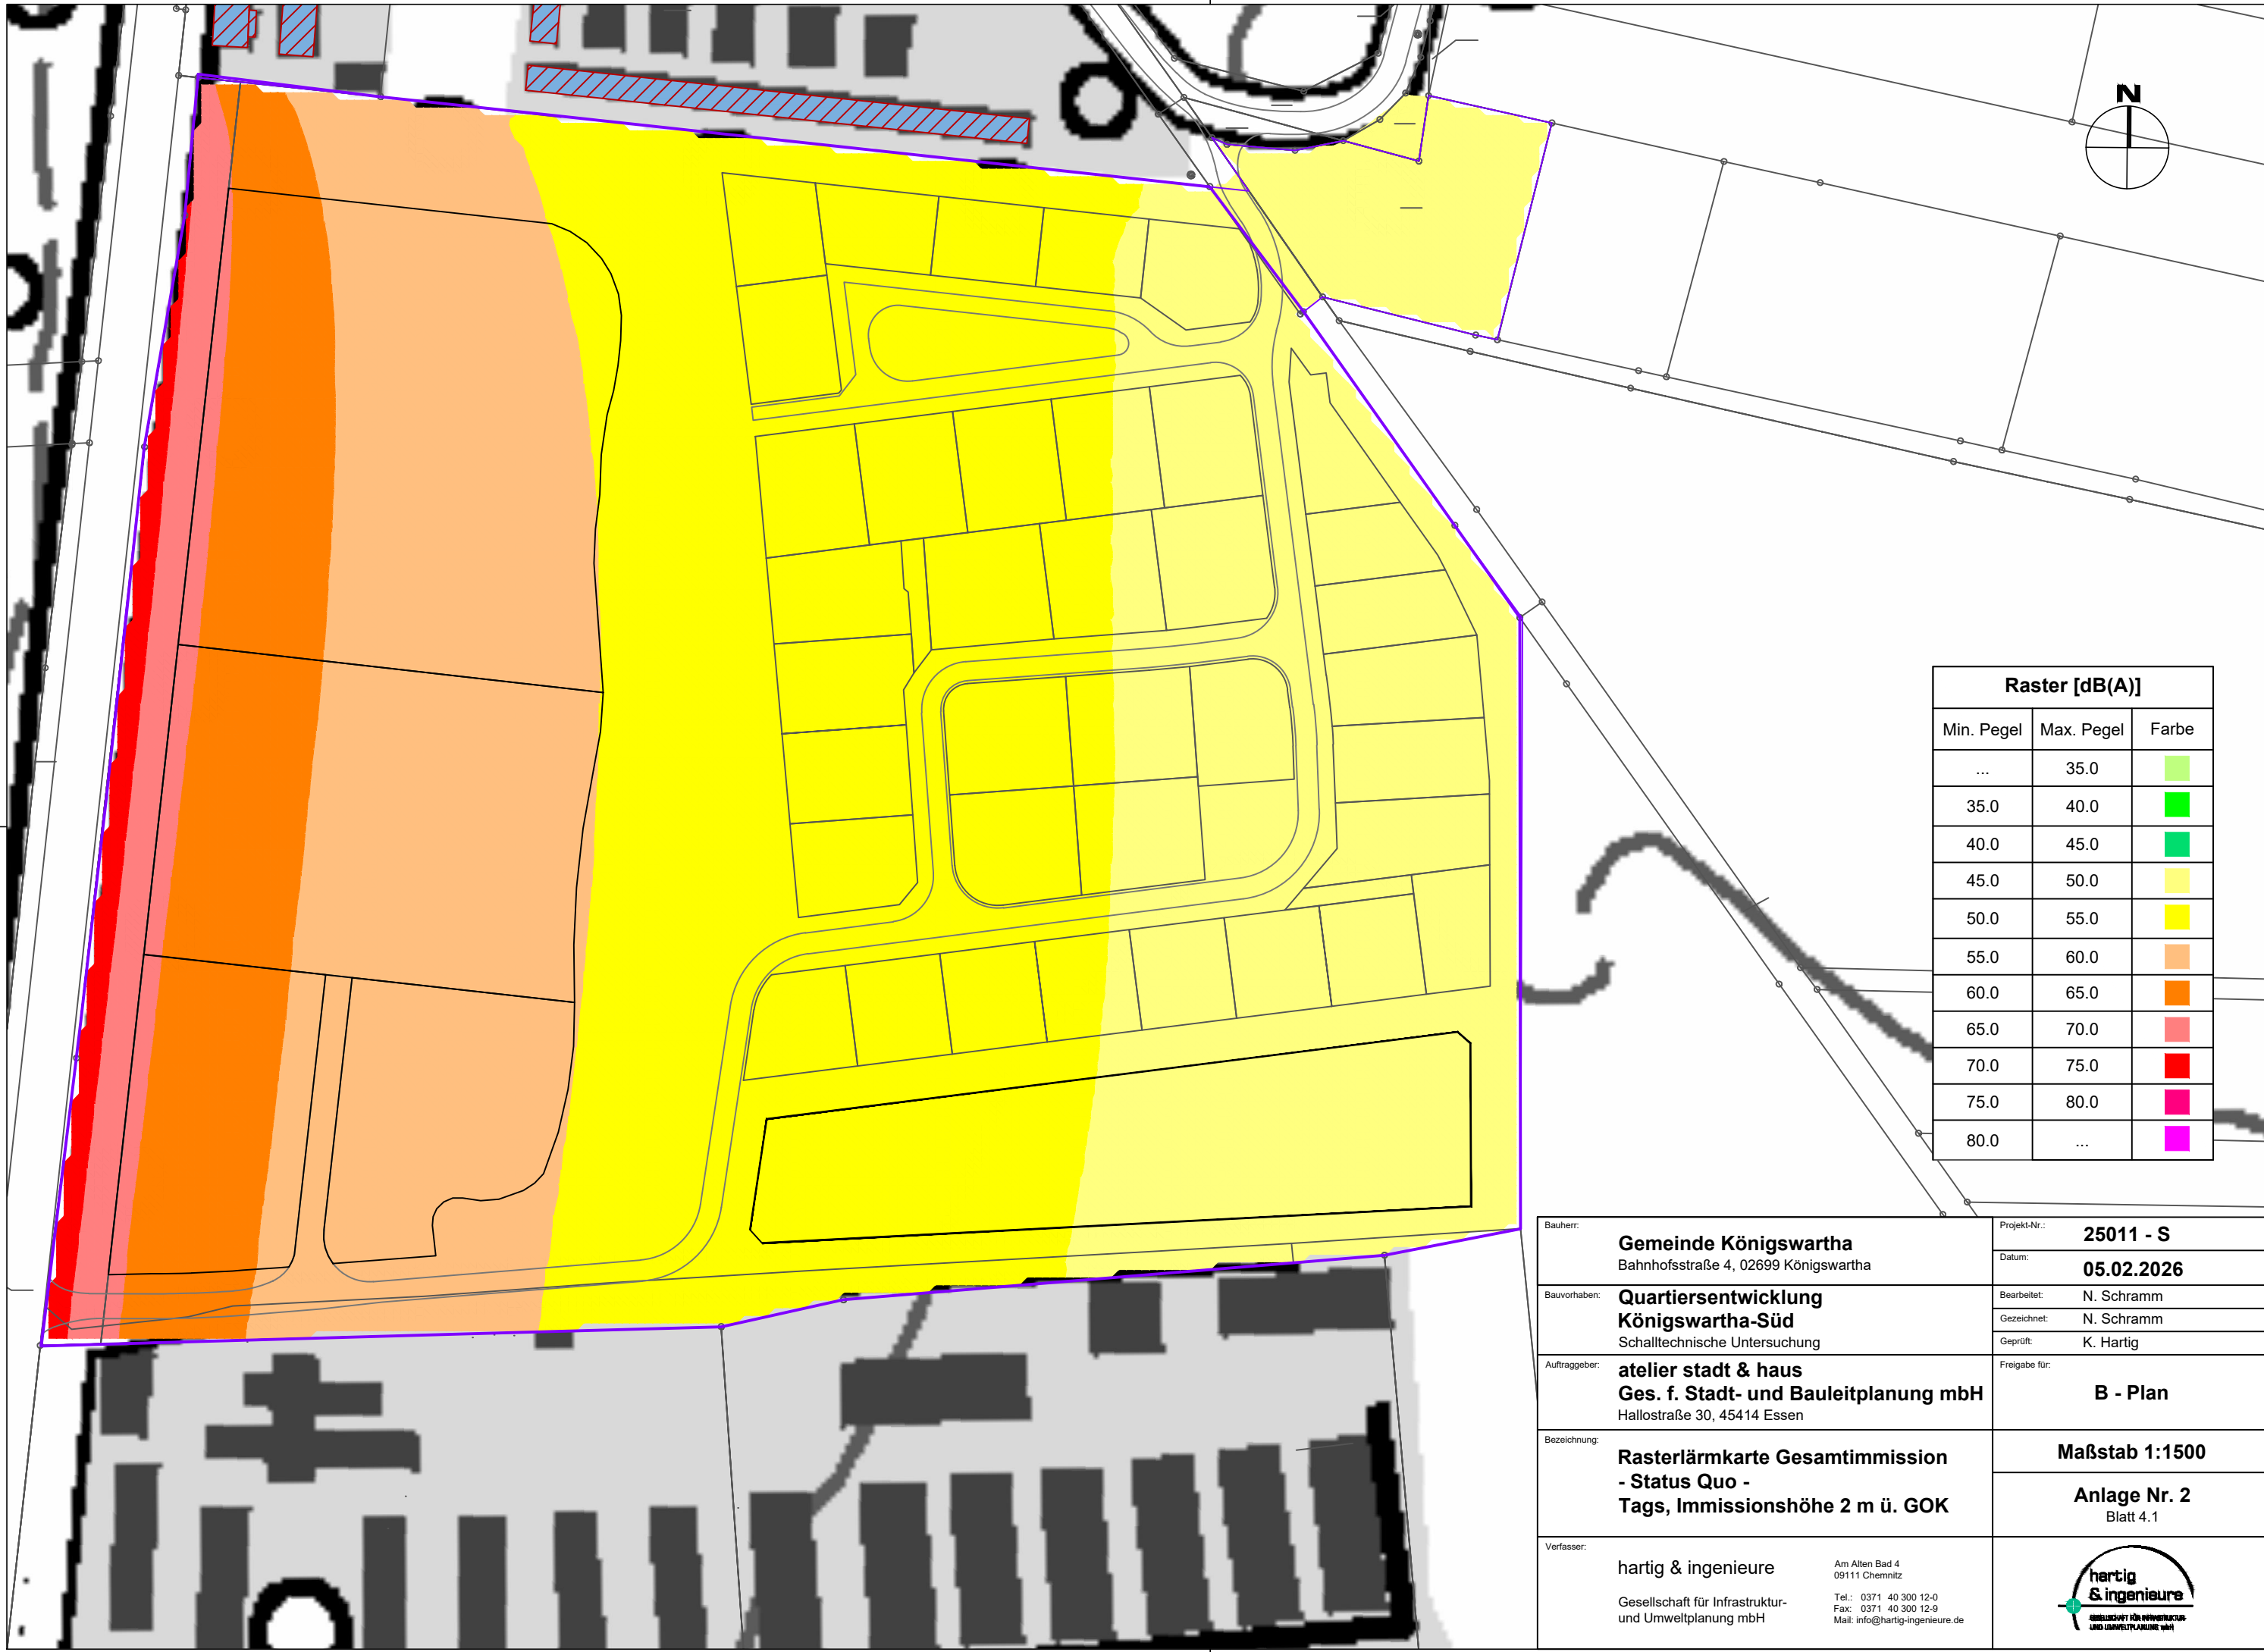 N
Raster [dB(A)]
Min. Pegel Max. Pegel Farbe
... 35.0
35.0 40.0
40.0 45.0
45.0 50.0
50.0 55.0
55.0 60.0
60.0 65.0
65.0 70.0
70.0 75.0
75.0 80.0
80.0 ...
Bauherr:
Gemeinde Königswartha
Bahnhofsstraße 4, 02699 Königswartha
Projekt-Nr.:
25011 - S
Datum:
05.02.2026
Bauvorhaben:
Quartiersentwicklung
Königswartha-Süd
Schalltechnische Untersuchung
Bearbeitet: N. Schramm
Gezeichnet: N. Schramm
Geprüft: K. Hartig
Auftraggeber:
atelier stadt & haus
Ges. f. Stadt- und Bauleitplanung mbH
Hallostraße 30, 45414 Essen
Freigabe für:
B - Plan
Bezeichnung:
Rasterlärmkarte Gesamtimmission
- Status Quo -
Tags, Immissionshöhe 2 m ü. GOK
Maßstab 1:1500
Anlage Nr. 2
Blatt 4.1
Verfasser:
hartig & ingenieure
Gesellschaft für Infrastruktur-
und Umweltplanung mbH
Am Alten Bad 4
09111 Chemnitz
Tel.: 0371 40 300 12-0
Fax: 0371 40 300 12-9
Mail: info@hartig-ingenieure.de
hartig
& ingenieure
GESELLSCHAFT FÜR INFRASTRUKTUR-
UND UMWELTPLANUNG mbH